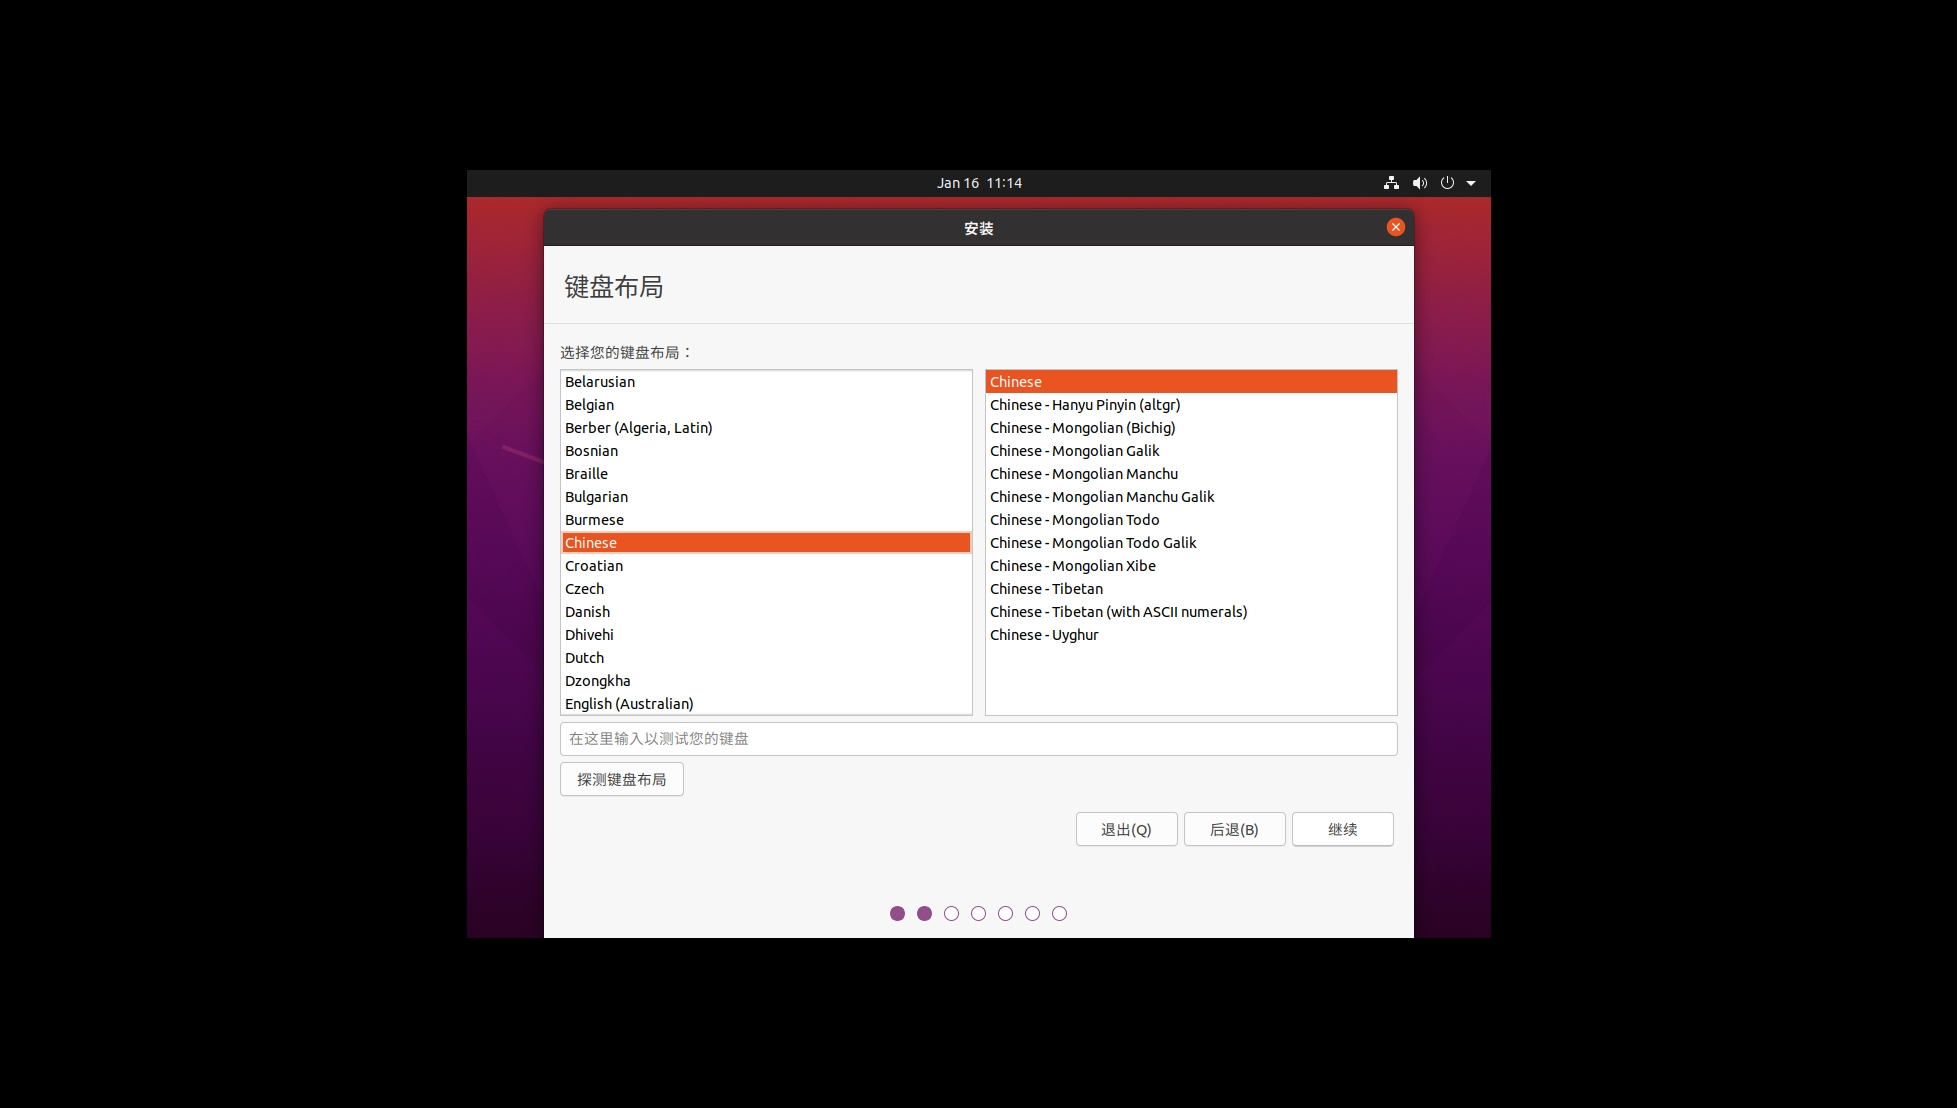 Jan 16 11:14
安装
键盘布局
选择您的键盘布局：
Belarusian
Belgian
Berber (Algeria, Latin)
Bosnian
Braille
Bulgarian
Burmese
Chinese
Croatian
Czech
Danish
Dhivehi
Dutch
Dzongkha
English (Australian)
Chinese
Chinese - Hanyu Pinyin (altgr)
Chinese - Mongolian (Bichig)
Chinese - Mongolian Galik
Chinese - Mongolian Manchu
Chinese - Mongolian Manchu Galik
Chinese - Mongolian Todo
Chinese - Mongolian Todo Galik
Chinese - Mongolian Xibe
Chinese - Tibetan
Chinese - Tibetan (with ASCII numerals)
Chinese - Uyghur
在这里输入以测试您的键盘
探测键盘布局
退出(Q) 后退(B) 继续